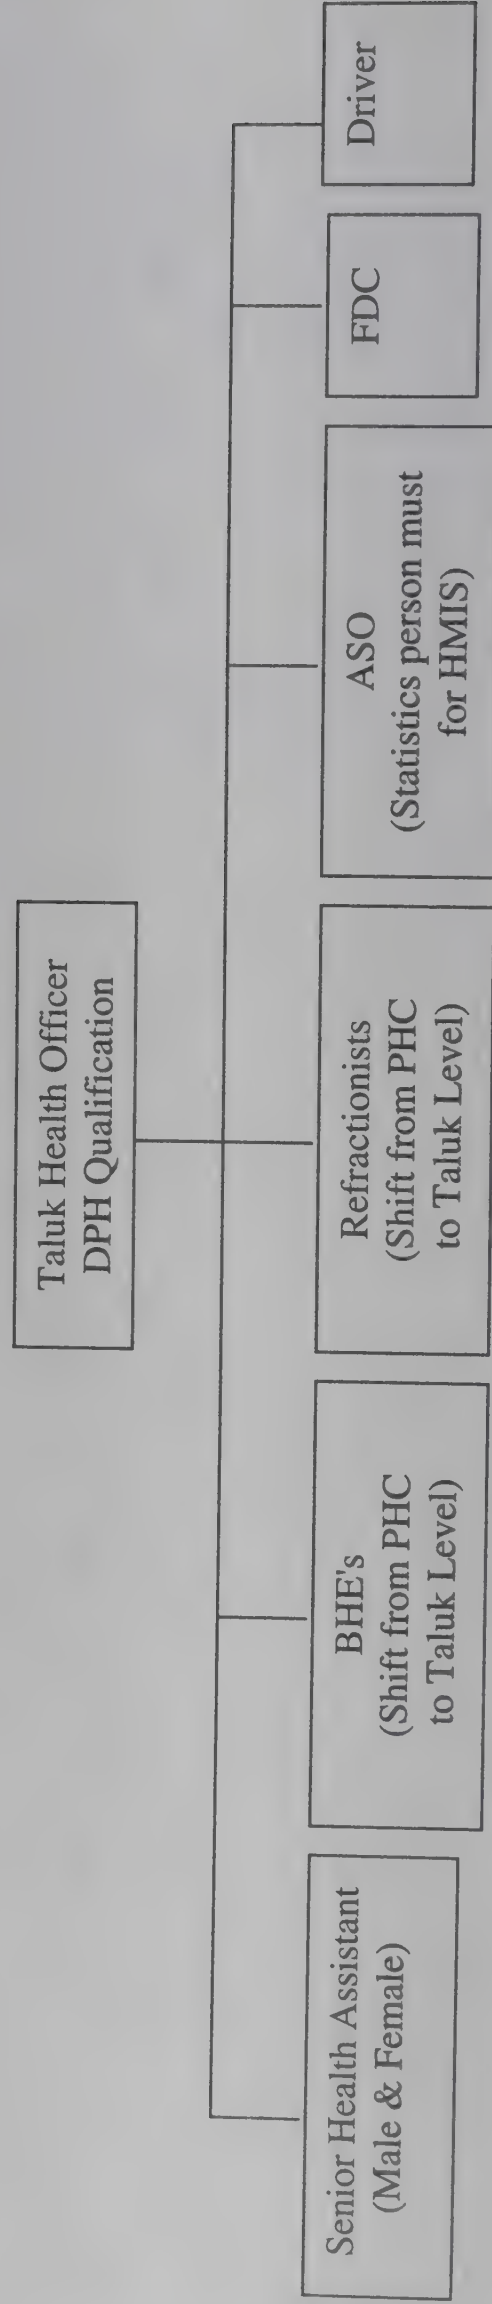 Taluk Health Officer
DPH Qualification
Senior Health Assistant
(Male & Female)
BHE's
(Shift from PHC
to Taluk Level)
Refractionists
(Shift from PHC
to Taluk Level)
ASO
(Statistics person must
for HMIS)
FDC
Driver